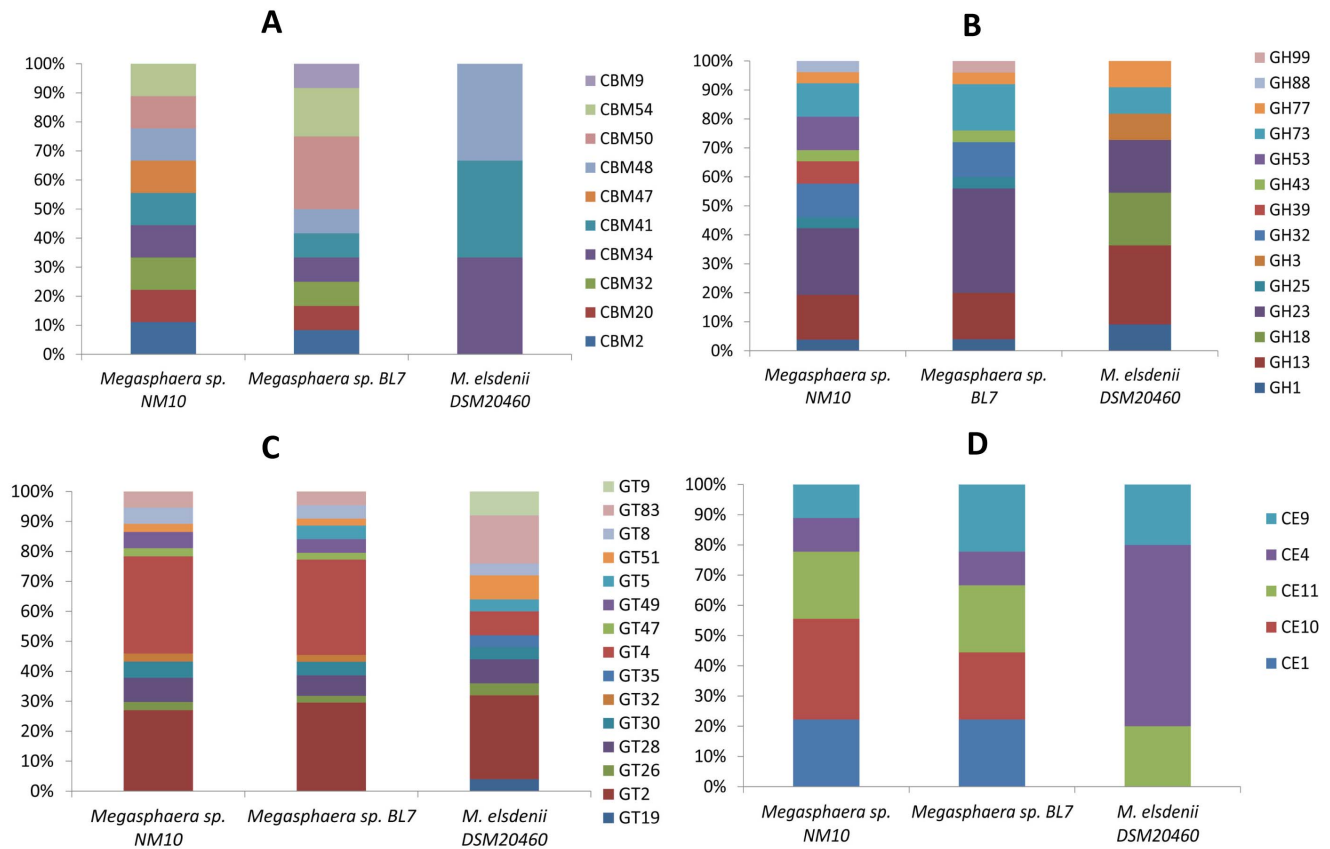 A
100%
90%
80%
70%
60%
50%
40%
30%
20%
10%
0%
Megasphaera sp.
NM10
Megasphaera sp. BL7
M. elsdenii
DSM20460
CBM9
CBM54
CBM50
CBM48
CBM47
CBM41
CBM34
CBM32
CBM20
CBM2
B
100%
90%
80%
70%
60%
50%
40%
30%
20%
10%
0%
Megasphaera sp.
NM10
Megasphaera sp.
BL7
M. elsdenii
DSM20460
GH99
GH88
GH77
GH73
GH53
GH43
GH39
GH32
GH3
GH25
GH23
GH18
GH13
GH1
C
100%
90%
80%
70%
60%
50%
40%
30%
20%
10%
0%
Megasphaera sp.
NM10
Megasphaera sp. BL7
M. elsdenii
DSM20460
GT9
GT83
GT8
GT51
GT5
GT49
GT47
GT4
GT35
GT32
GT30
GT28
GT26
GT2
GT19
D
100%
90%
80%
70%
60%
50%
40%
30%
20%
10%
0%
Megasphaera sp.
NM10
Megasphaera sp. BL7
M. elsdenii
DSM20460
CE9
CE4
CE11
CE10
CE1